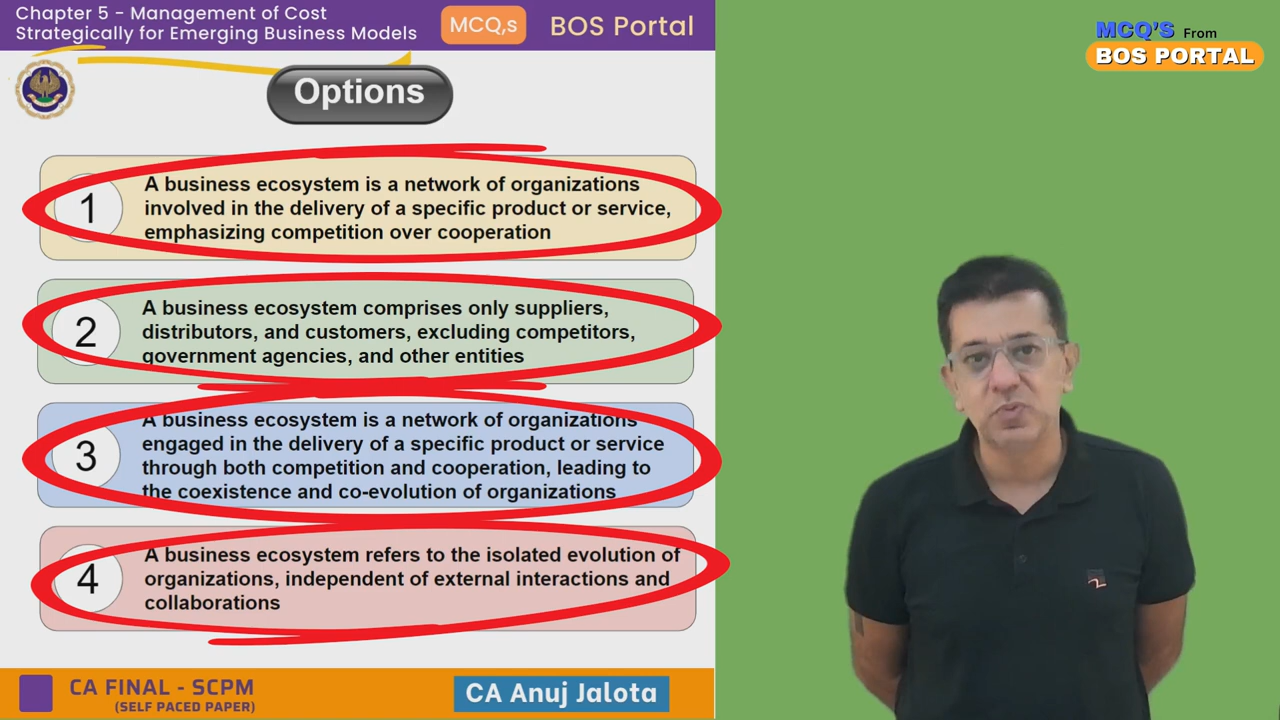 Chapter 5 - Management of Cost
Strategically for Emerging Business Models
MCQ,s
BOS Portal
MCQ'S From
BOS PORTAL
Options
1
A business ecosystem is a network of organizations
involved in the delivery of a specific product or service,
emphasizing competition over cooperation
2
A business ecosystem comprises only suppliers,
distributors, and customers, excluding competitors,
government agencies, and other entities
3
A business ecosystem is a network of organizations
engaged in the delivery of a specific product or service
through both competition and cooperation, leading to
the coexistence and co-evolution of organizations
4
A business ecosystem refers to the isolated evolution of
organizations, independent of external interactions and
collaborations
CA FINAL - SCPM
(SELF PACED PAPER)
CA Anuj Jalota